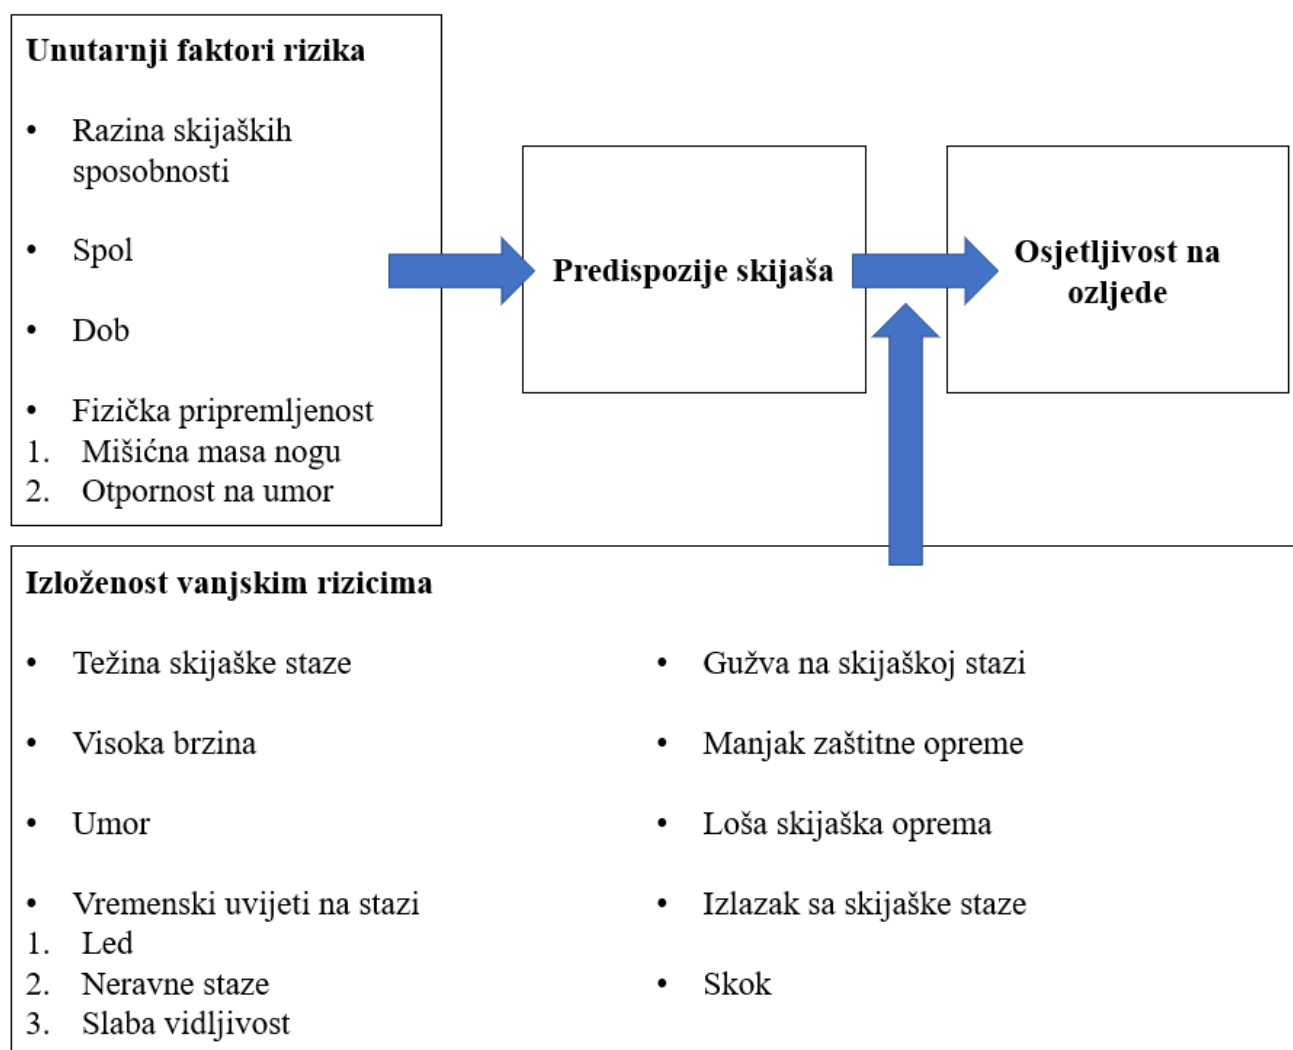 Unutarnji faktori rizika
• Razina skijaških
sposobnosti
• Spol
• Dob
• Fizička pripremljenost
1. Mišićna masa nogu
2. Otpornost na umor
Predispozije skijaša
Osjetljivost na
ozljede
Izloženost vanjskim rizicima
• Težina skijaške staze
• Visoka brzina
• Umor
• Vremenski uvijeti na stazi
1. Led
2. Neravne staze
3. Slaba vidljivost
• Gužva na skijaškoj stazi
• Manjak zaštitne opreme
• Loša skijaška oprema
• Izlazak sa skijaške staze
• Skok